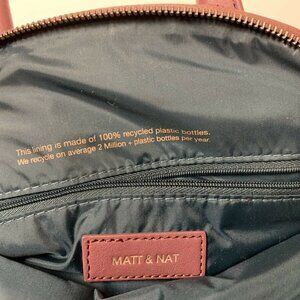 This lining is made of 100% recycled plastic bottles.
We recycle on average 2 Million + plastic bottles per year.
MATT & NAT